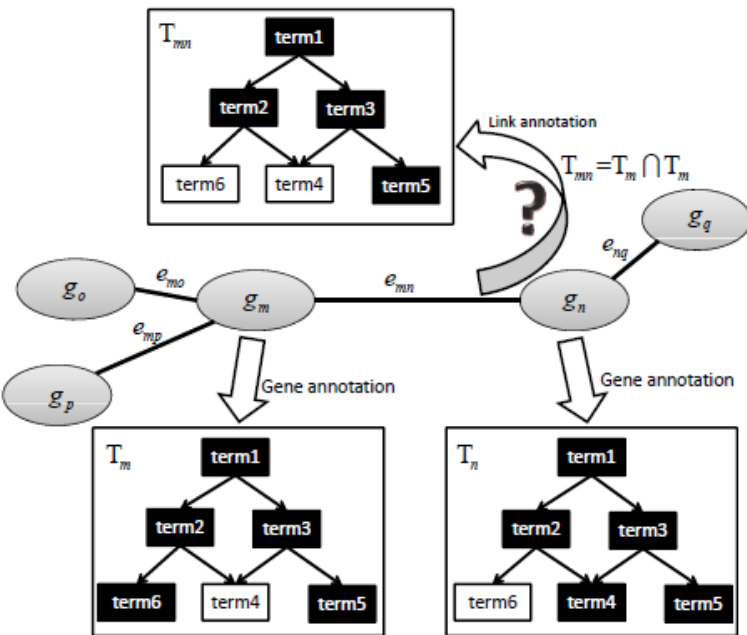 T_mn
term1
term2 term3
term6 term4 term5
Link annotation
T_mn=T_m ⋂ T_m
?
g_q
e_nq
g_o
e_mo
g_m
e_mn
g_n
e_mp
g_p
Gene annotation
Gene annotation
T_m
term1
term2 term3
term6 term4 term5
T_n
term1
term2 term3
term6 term4 term5